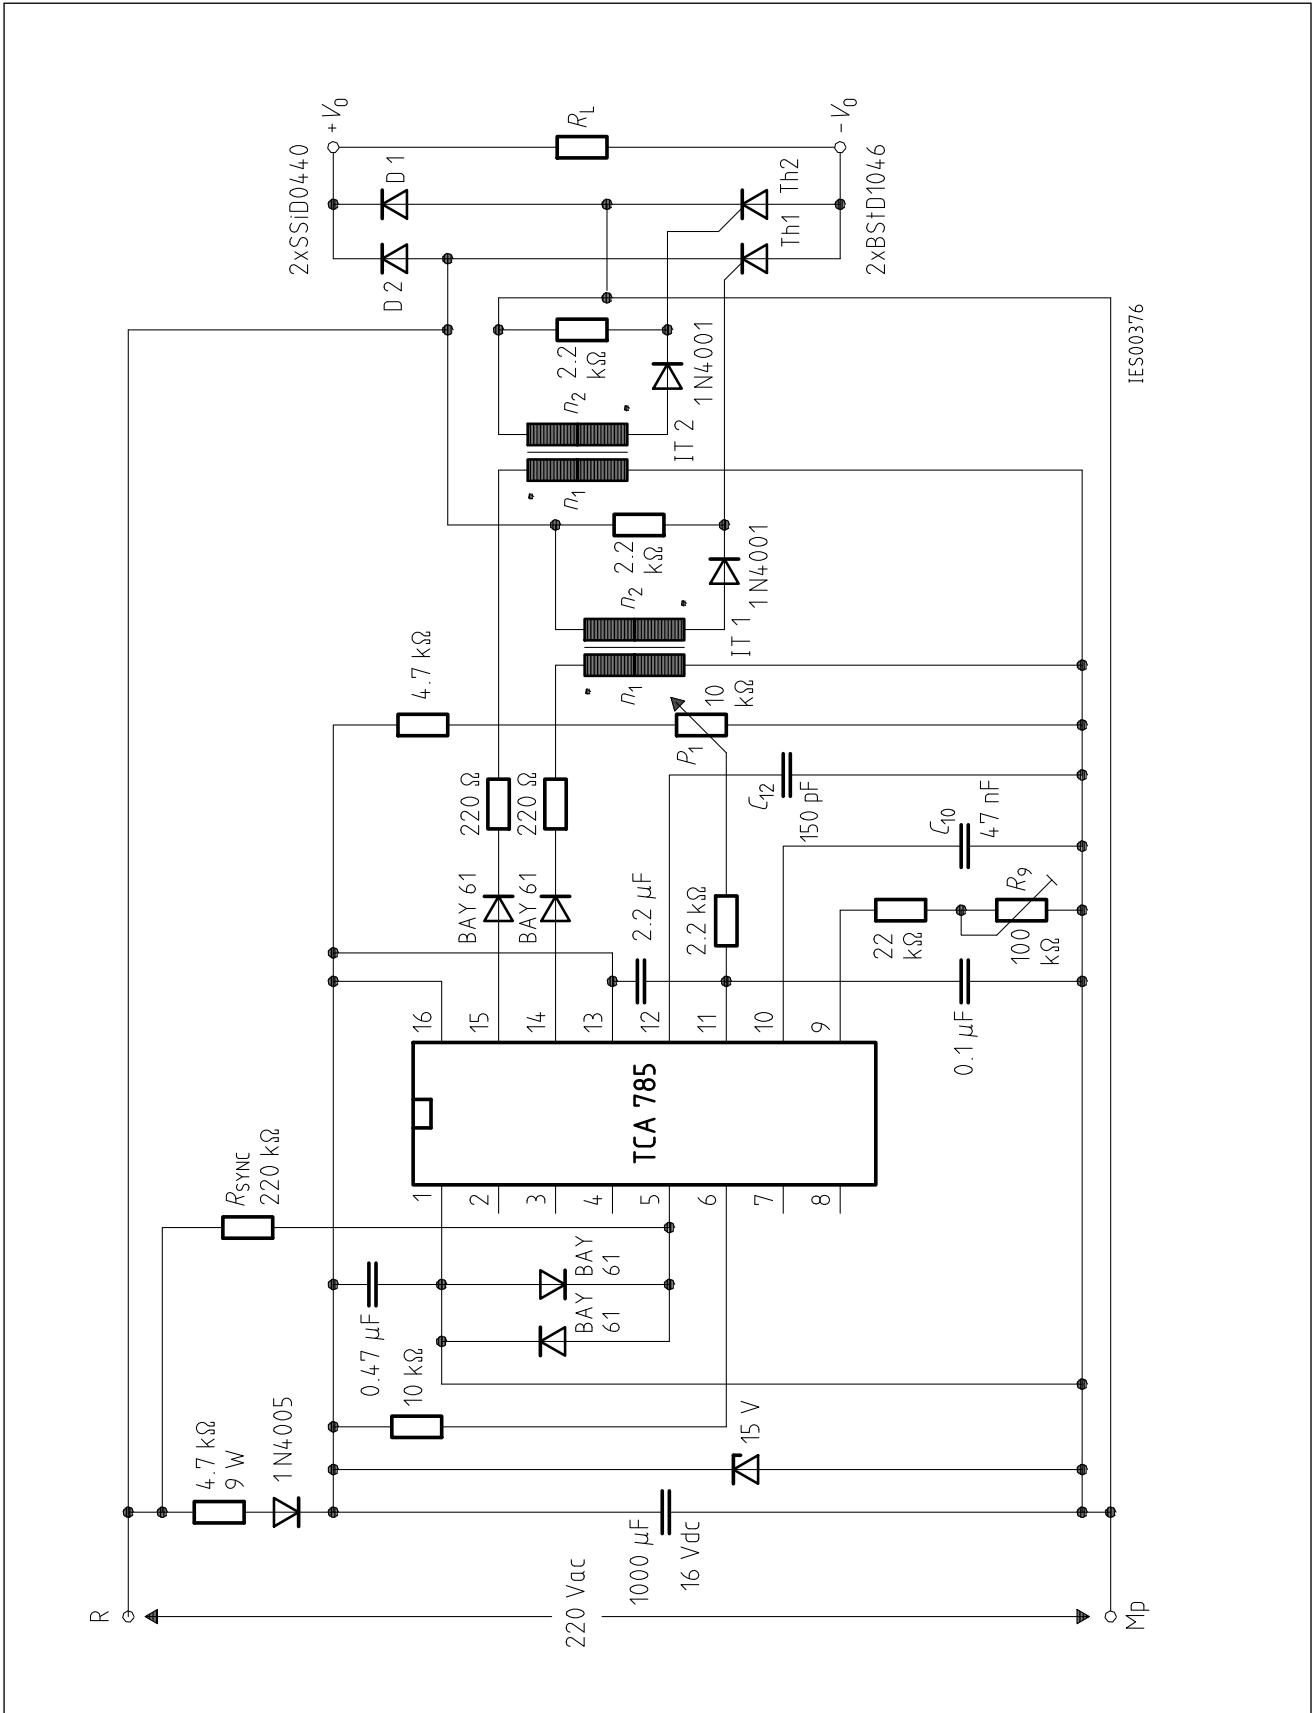 R
220 Vac
Mp
4.7 kΩ
9 W
1N4005
1000 µF
16 Vdc
15 V
10 kΩ
0.47 µF
BAY
61
BAY
61
RSYNC
220 kΩ
1
2
3
4
5
6
7
8
TCA 785
16
15
14
13
12
11
10
9
BAY 61
BAY 61
220 Ω
220 Ω
2.2 µF
2.2 kΩ
0.1 µF
22
kΩ
100
kΩ
R9
C10
47 nF
C12
150 pF
4.7 kΩ
P1
10
kΩ
n1
n2
IT 1
2.2
kΩ
1N4001
n1
n2
IT 2
2.2
kΩ
1N4001
2xSSiD0440
D2
D1
+V0
RL
−V0
Th1
Th2
2xBStD1046
IES00376